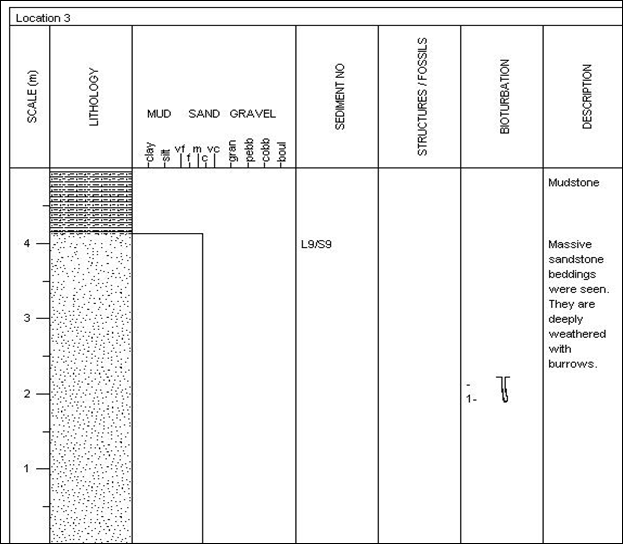 Location 3
SCALE (m)
LITHOLOGY
MUD SAND GRAVEL
clay
silt
vf
f
m
c
vc
gran
pebb
cobb
boul
SEDIMENT NO
STRUCTURES / FOSSILS
BIOTURBATION
DESCRIPTION
Mudstone
4
L9/S9
Massive
sandstone
beddings
were seen.
They are
deeply
weathered
with
burrows.
3
2
-
1-
1